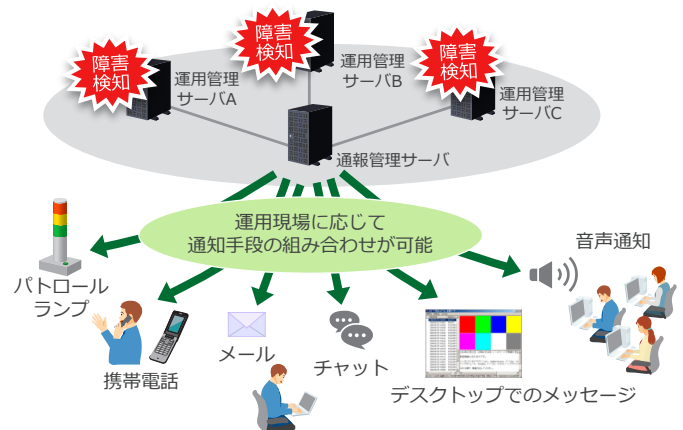 障害
検知
運用管理
サーバA
障害
検知
運用管理
サーバB
障害
検知
運用管理
サーバC
通報管理サーバ
運用現場に応じて
通知手段の組み合わせが可能
パトロール
ランプ
携帯電話
メール
チャット
デスクトップでのメッセージ
音声通知